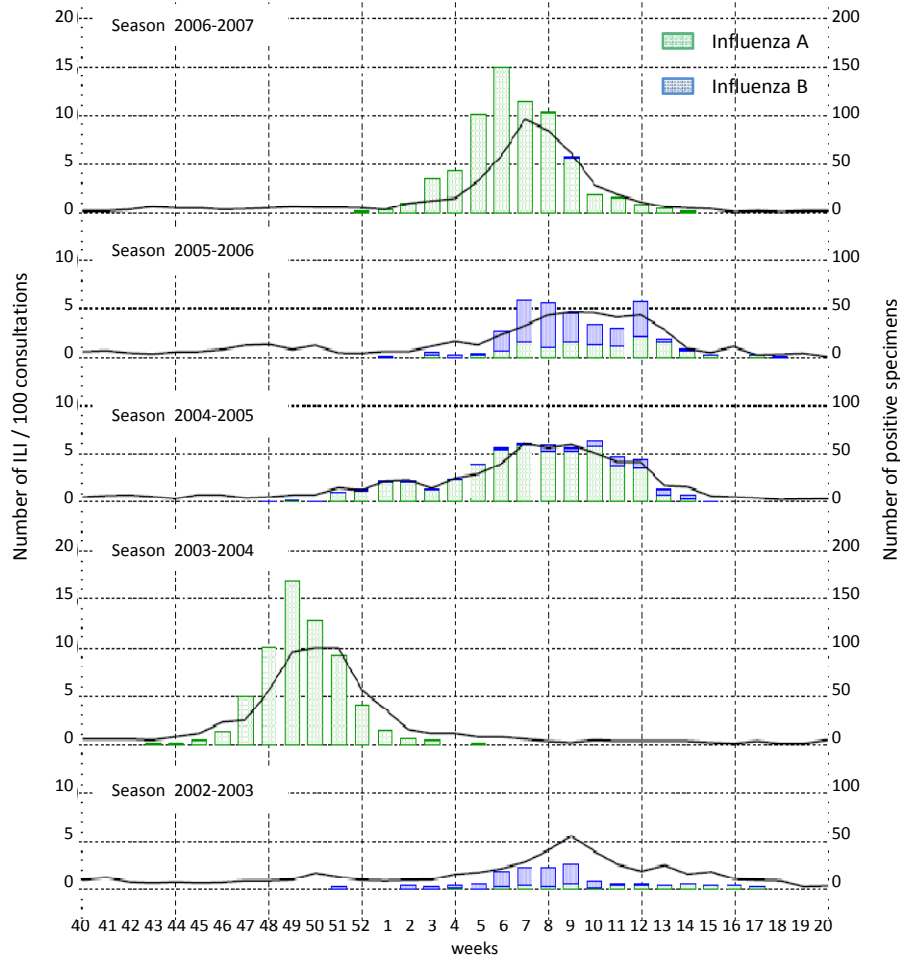 20 Season 2006-2007 200
Influenza A
15 150
Influenza B
10 100
5 50
0 0
Season 2005-2006
10 100
5 50
0 0
Season 2004-2005
10 100
5 50
0 0
Season 2003-2004
20 200
15 150
10 100
5 50
0 0
Season 2002-2003
10 100
5 50
0 0
40 41 42 43 44 45 46 47 48 49 50 51 52 1 2 3 4 5 6 7 8 9 10 11 12 13 14 15 16 17 18 19 20
weeks
Number of ILI / 100 consultations
Number of positive specimens